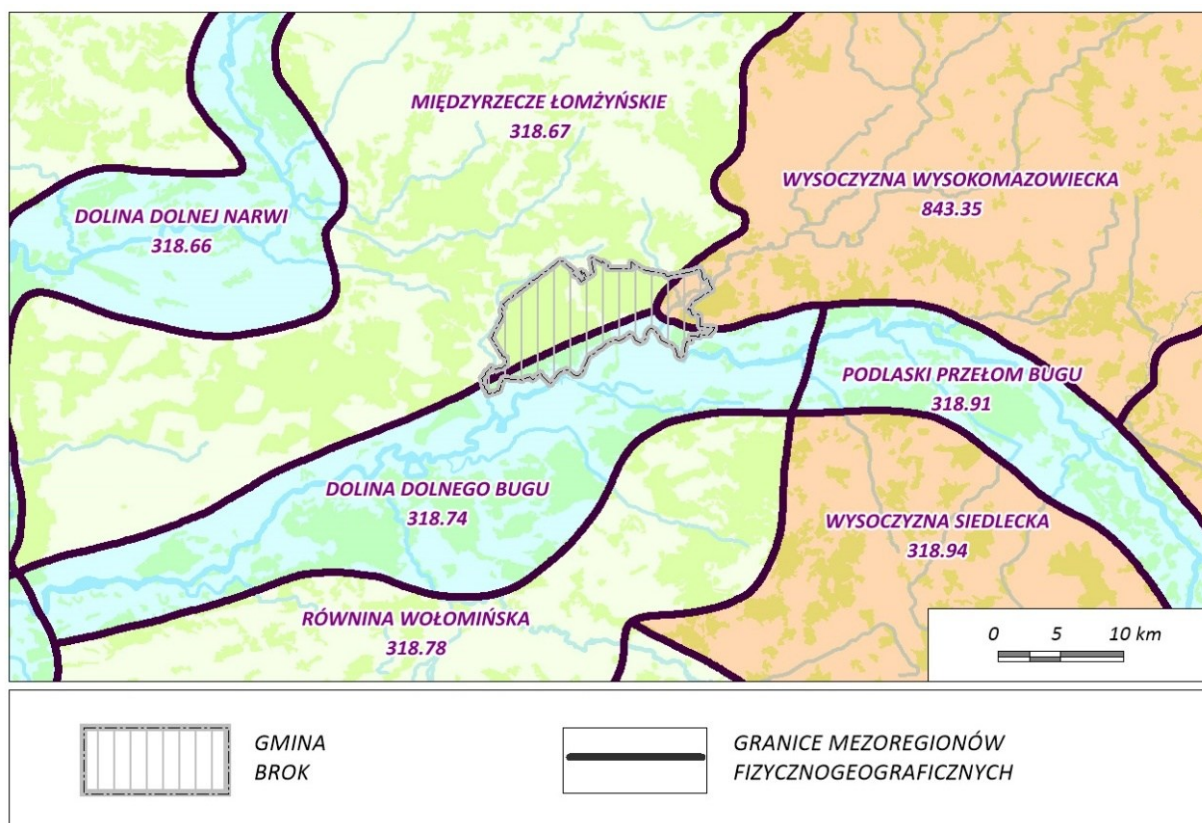 MIĘDZYRZECZE ŁOMŻYŃSKIE
318.67
WYSOCZYZNA WYSOKOMAZOWIECKA
843.35
DOLINA DOLNEJ NARWI
318.66
PODLASKI PRZEŁOM BUGU
318.91
DOLINA DOLNEGO BUGU
318.74
WYSOCZYZNA SIEDLECKA
318.94
RÓWNINA WOŁOMIŃSKA
318.78
0 5 10 km
GMINA
BROK
GRANICE MEZOREGIONÓW
FIZYCZNOGEOGRAFICZNYCH